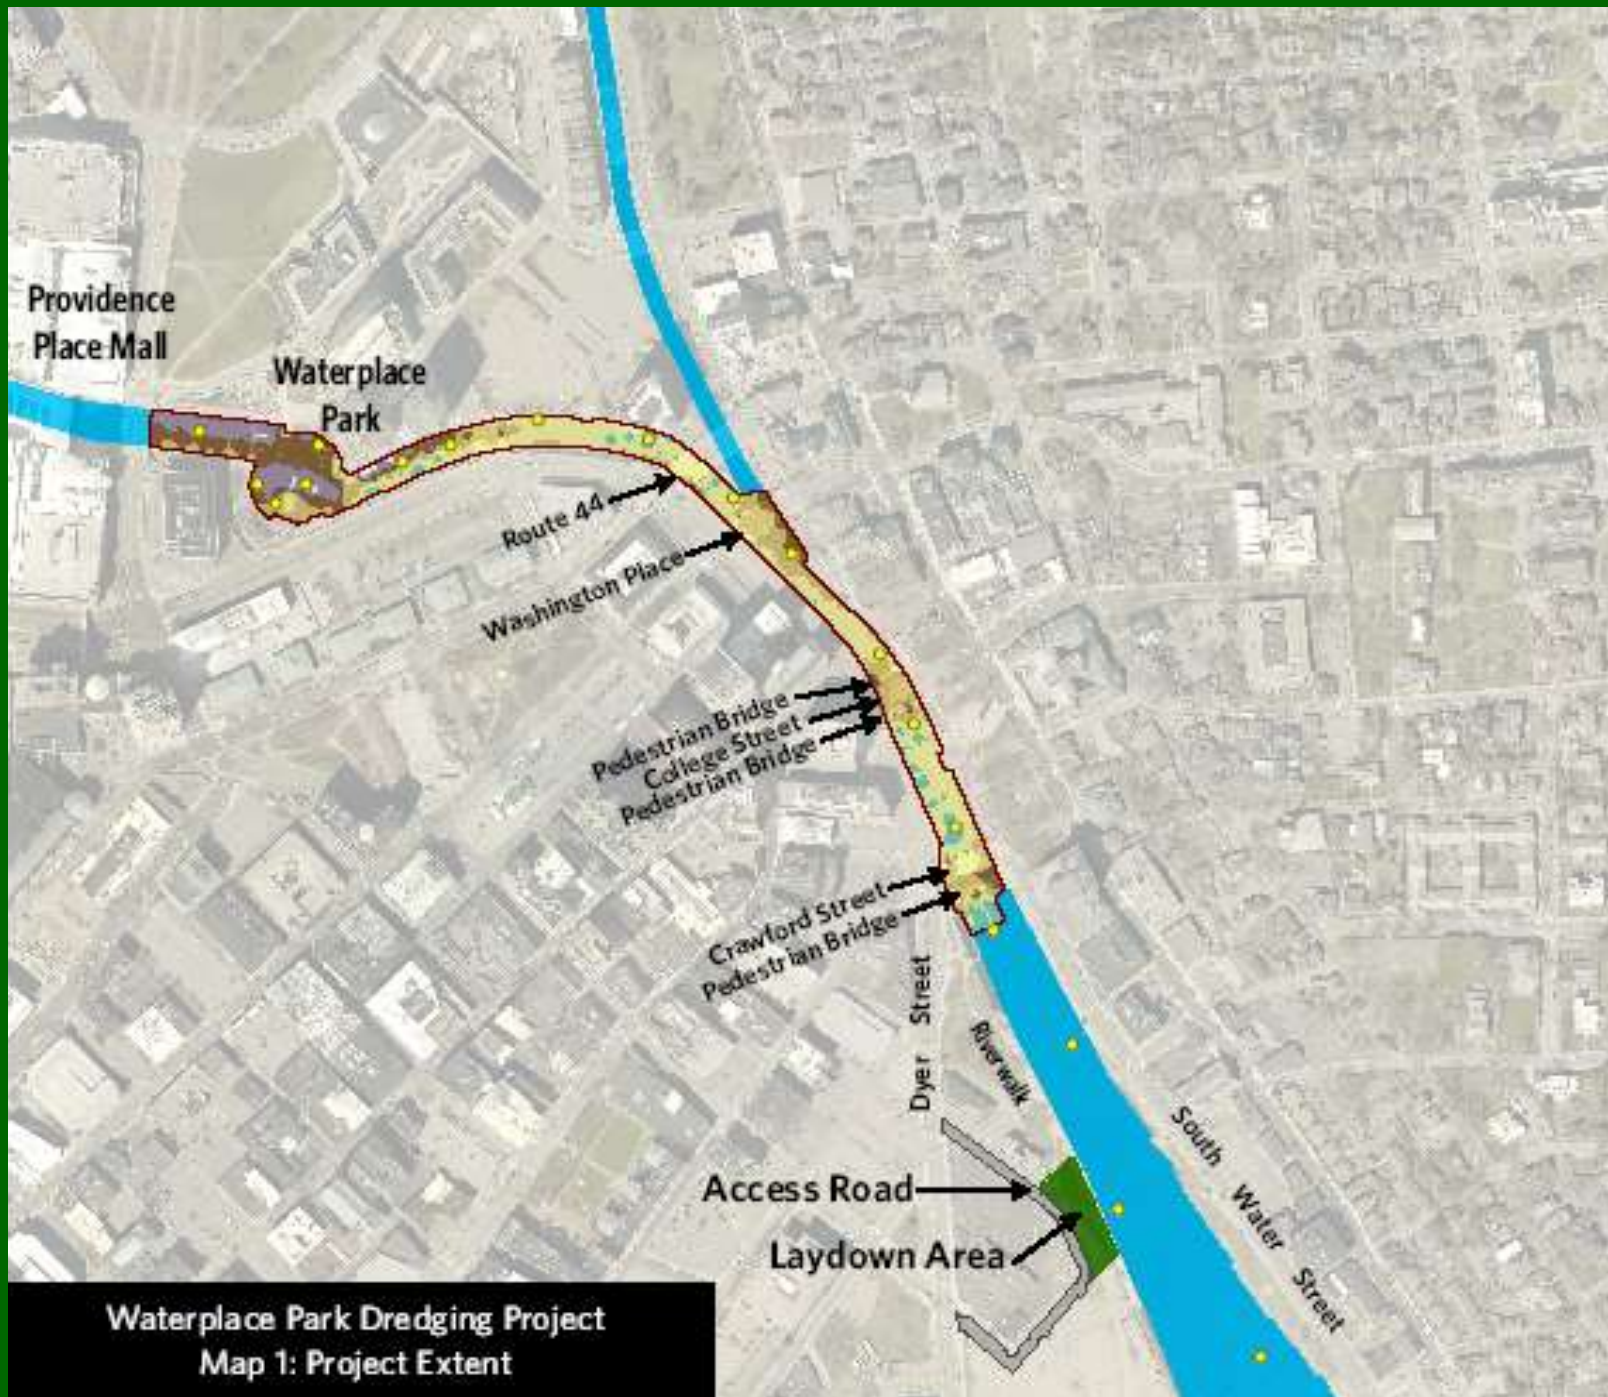 Providence
Place Mall
Waterplace
Park
Route 44
Washington Place
Pedestrian Bridge
College Street
Pedestrian Bridge
Crawford Street
Pedestrian Bridge
Dyer Street
Riverwalk
South Water Street
Access Road
Laydown Area
Waterplace Park Dredging Project
Map 1: Project Extent